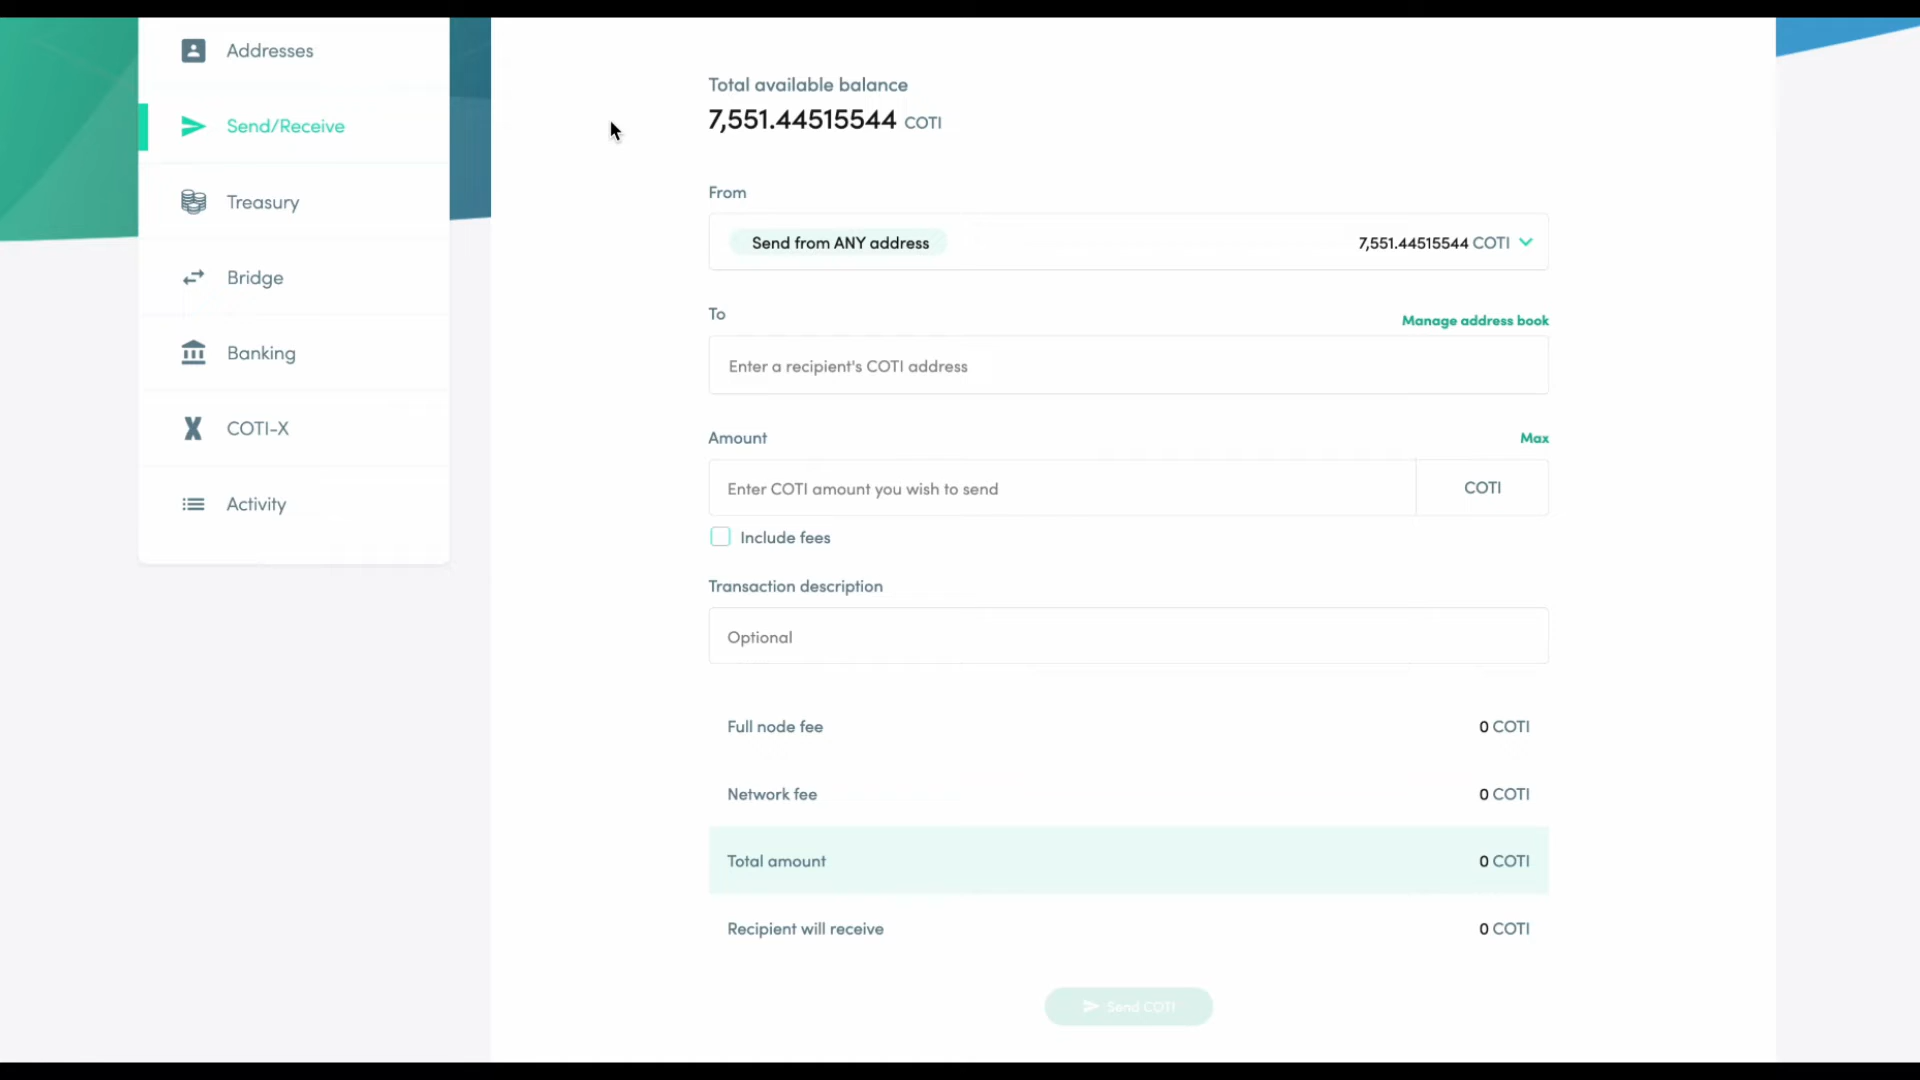 Addresses
Send/Receive
Treasury
Bridge
Banking
COTI-X
Activity
Total available balance
7,551.44515544 COTI
From
Send from ANY address 7,551.44515544 COTI
To Manage address book
Enter a recipient's COTI address
Amount Max
Enter COTI amount you wish to send COTI
Include fees
Transaction description
Optional
Full node fee 0 COTI
Network fee 0 COTI
Total amount 0 COTI
Recipient will receive 0 COTI
Send COTI